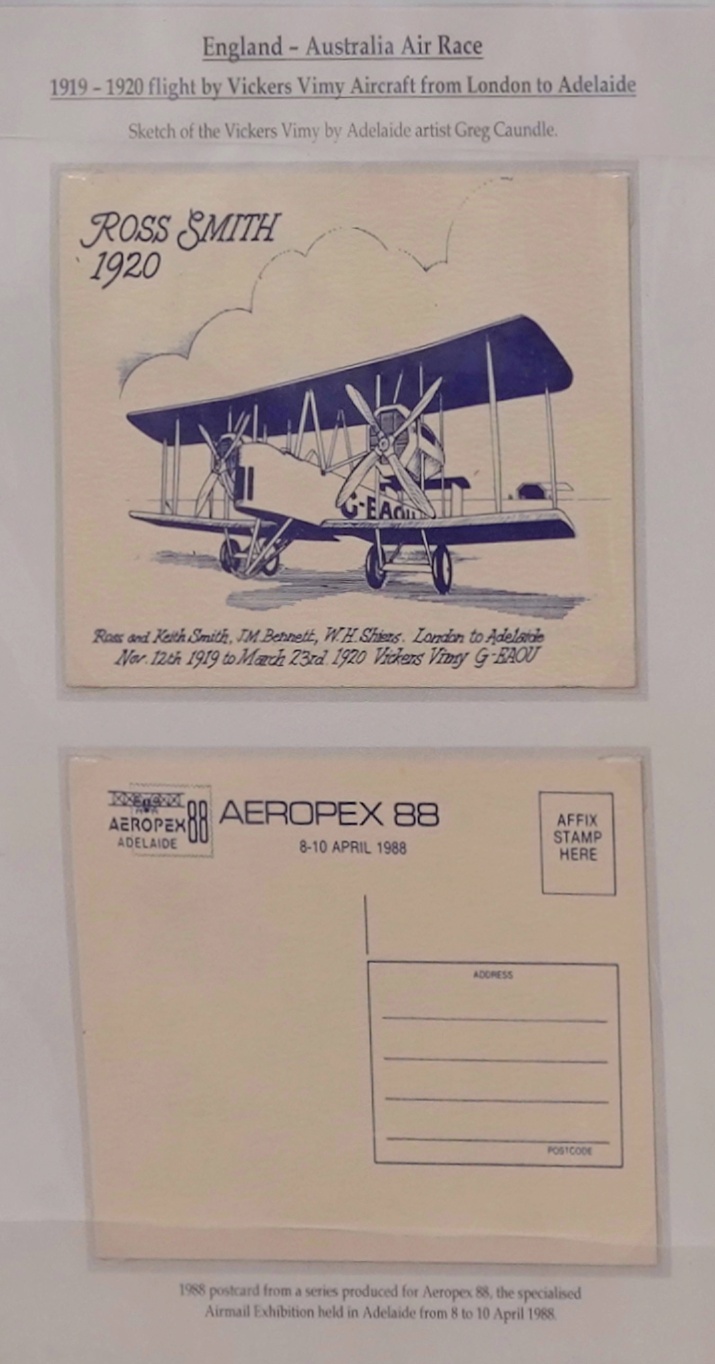 England – Australia Air Race
1919 – 1920 flight by Vickers Vimy Aircraft from London to Adelaide
Sketch of the Vickers Vimy by Adelaide artist Greg Caundle.
ROSS SMITH
1920
G-EAOU
Ross and Keith Smith, J.M. Bennett, W.H. Shiers. London to Adelaide
Nov. 12th 1919 to March 23rd. 1920 Vickers Vimy G-EAOU
AEROPEX 88
ADELAIDE
AEROPEX 88
8-10 APRIL 1988
AFFIX
STAMP
HERE
ADDRESS
POSTCODE
1988 postcard from a series produced for Aeropex 88, the specialised
Airmail Exhibition held in Adelaide from 8 to 10 April 1988.